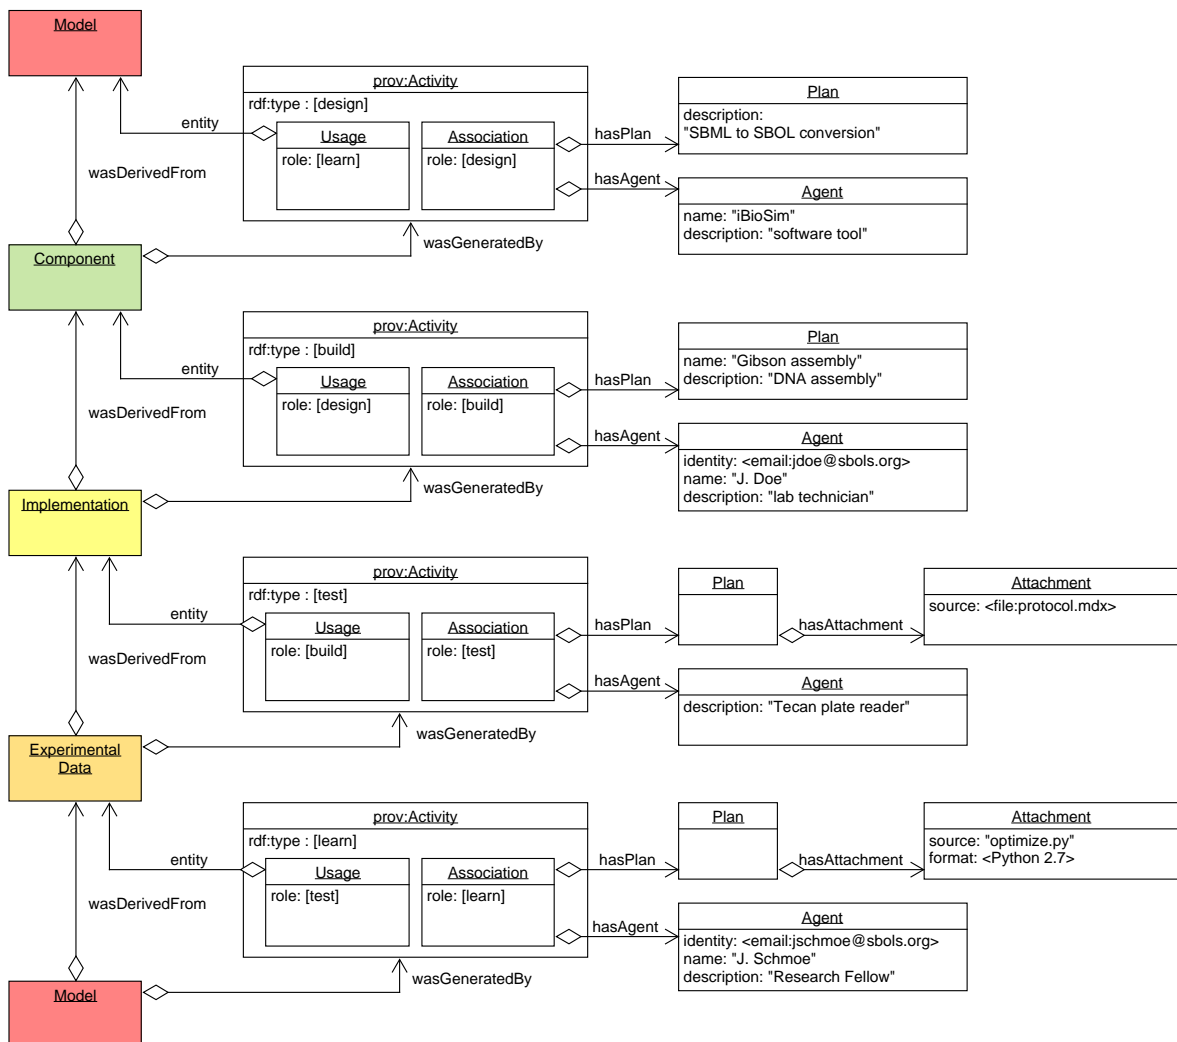 Model
prov:Activity
rdf:type : [design]
Usage
role: [learn]
Association
role: [design]
entity
wasDerivedFrom
hasPlan
Plan
description:
"SBML to SBOL conversion"
hasAgent
Agent
name: "iBioSim"
description: "software tool"
wasGeneratedBy
Component
prov:Activity
rdf:type : [build]
Usage
role: [design]
Association
role: [build]
entity
wasDerivedFrom
hasPlan
Plan
name: "Gibson assembly"
description: "DNA assembly"
hasAgent
Agent
identity: <email:jdoe@sbols.org>
name: "J. Doe"
description: "lab technician"
wasGeneratedBy
Implementation
prov:Activity
rdf:type : [test]
Usage
role: [build]
Association
role: [test]
entity
wasDerivedFrom
hasPlan
Plan
hasAttachment
Attachment
source: <file:protocol.mdx>
hasAgent
Agent
description: "Tecan plate reader"
wasGeneratedBy
Experimental
Data
prov:Activity
rdf:type : [learn]
Usage
role: [test]
Association
role: [learn]
entity
wasDerivedFrom
hasPlan
Plan
hasAttachment
Attachment
source: "optimize.py"
format: <Python 2.7>
hasAgent
Agent
identity: <email:jschmoe@sbols.org>
name: "J. Schmoe"
description: "Research Fellow"
wasGeneratedBy
Model